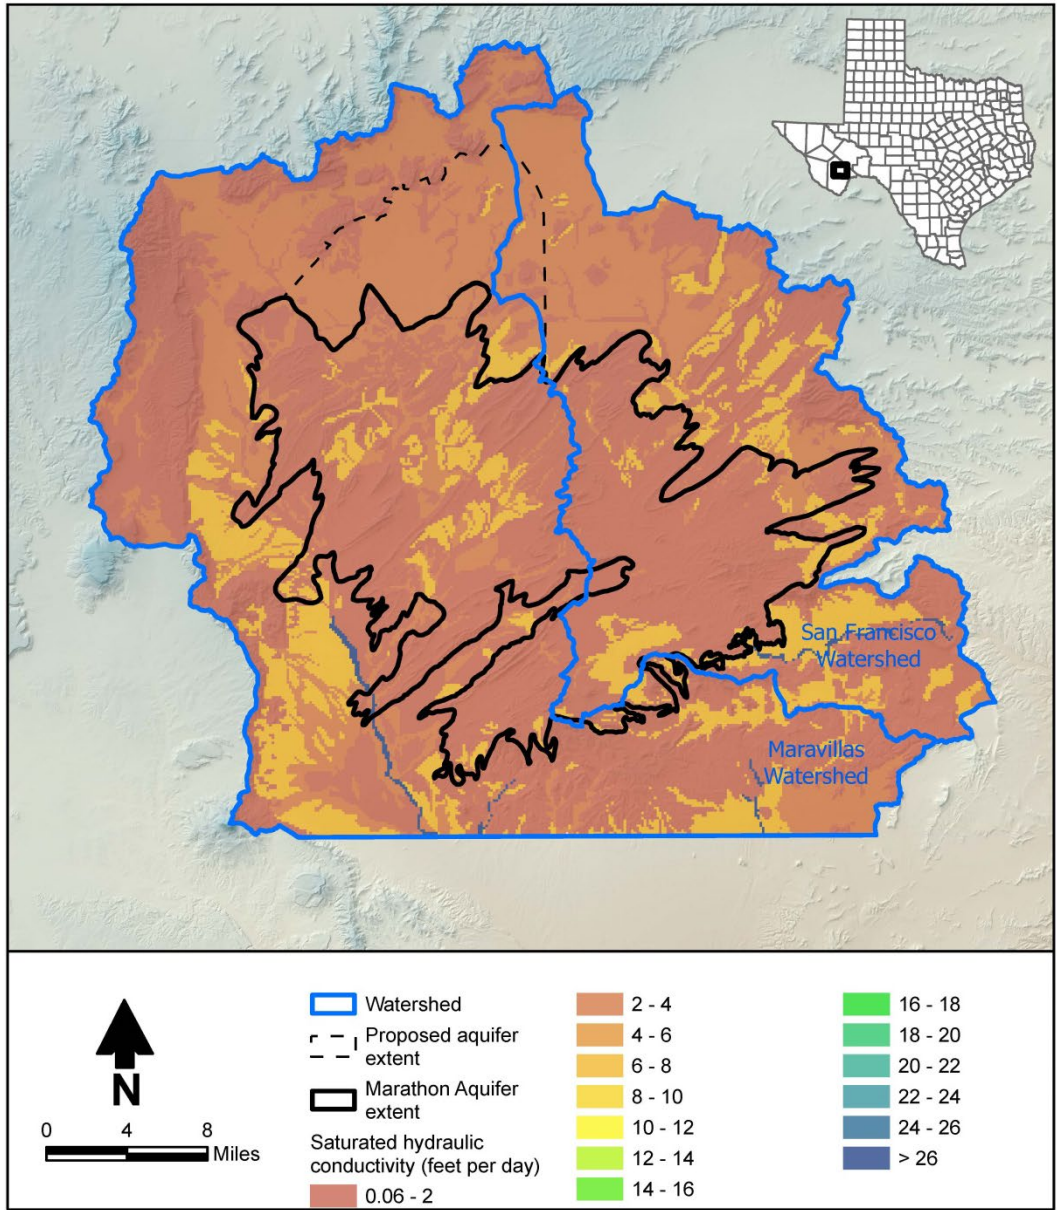 San Francisco
Watershed
Maravilllas
Watershed
N
0 4 8
Miles
Watershed
Proposed aquifer
extent
Marathon Aquifer
extent
Saturated hydraulic
conductivity (feet per day)
0.06 - 2
2 - 4
4 - 6
6 - 8
8 - 10
10 - 12
12 - 14
14 - 16
16 - 18
18 - 20
20 - 22
22 - 24
24 - 26
> 26